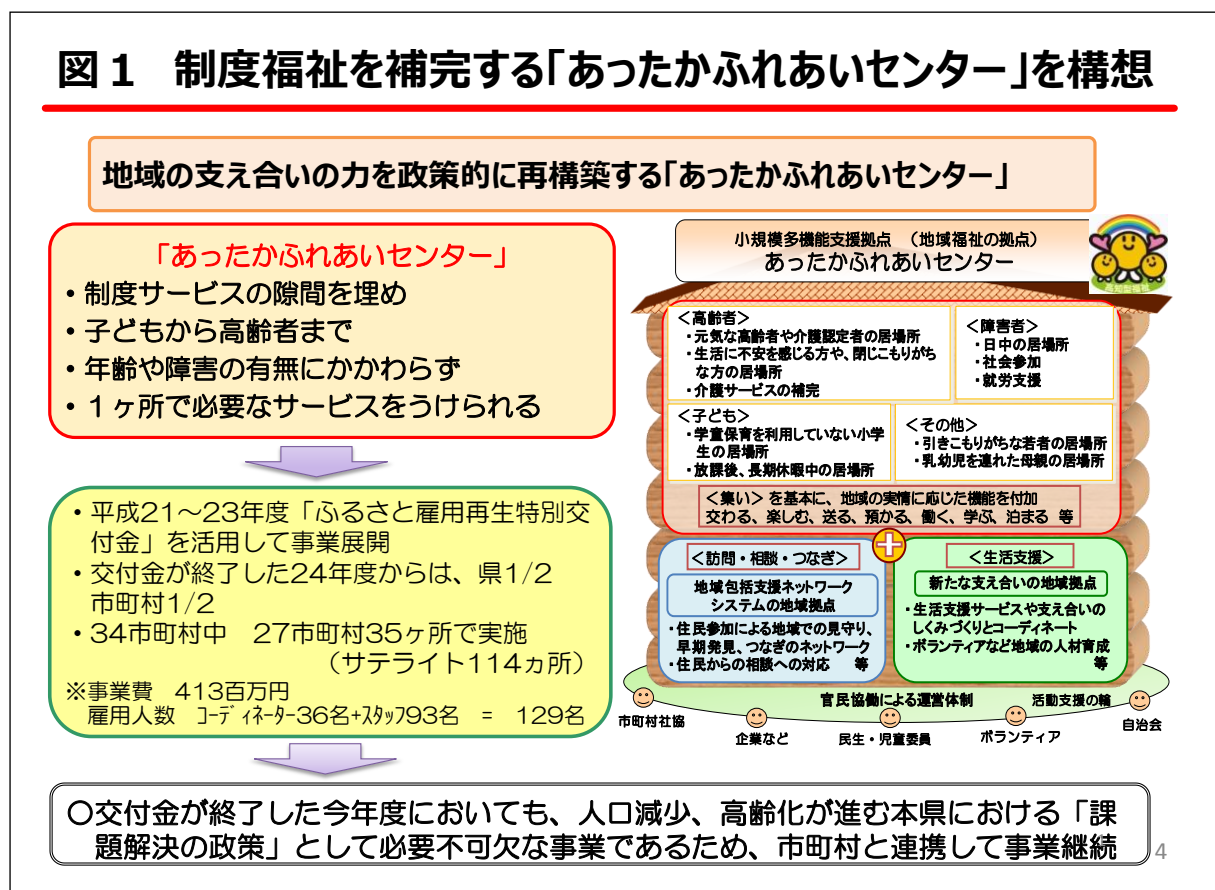 図１　制度福祉を補完する「あったかふれあいセンター」を構想
地域の支え合いの力を政策的に再構築する「あったかふれあいセンター」
「あったかふれあいセンター」
・制度サービスの隙間を埋め
・子どもから高齢者まで
・年齢や障害の有無にかかわらず
・１ヶ所で必要なサービスをうけられる
・平成21～23年度「ふるさと雇用再生特別交
付金」を活用して事業展開
・交付金が終了した24年度からは、県1/2
市町村1/2
・34市町村中　27市町村35ヶ所で実施
（サテライト114ヵ所）
※事業費　413百万円
雇用人数　ｺｰﾃﾞｨﾈｰﾀｰ36名+ｽﾀｯﾌ93名　=　129名
小規模多機能支援拠点　（地域福祉の拠点）
あったかふれあいセンター
高知型福祉
＜高齢者＞
・元気な高齢者や介護認定者の居場所
・生活に不安を感じる方や、閉じこもりがち
な方の居場所
・介護サービスの補完
＜障害者＞
・日中の居場所
・社会参加
・就労支援
＜子ども＞
・学童保育を利用していない小学
生の居場所
・放課後、長期休暇中の居場所
＜その他＞
・引きこもりがちな若者の居場所
・乳幼児を連れた母親の居場所
＜集い＞を基本に、地域の実情に応じた機能を付加
交わる、楽しむ、送る、預かる、働く、学ぶ、泊まる　等
＜訪問・相談・つなぎ＞
地域包括支援ネットワーク
システムの地域拠点
・住民参加による地域での見守り、
早期発見、つなぎのネットワーク
・住民からの相談への対応　等
＜生活支援＞
新たな支え合いの地域拠点
・生活支援サービスや支え合いの
しくみづくりとコーディネート
・ボランティアなど地域の人材育成
等
官民協働による運営体制
活動支援の輪
市町村社協
企業など
民生・児童委員
ボランティア
自治会
〇交付金が終了した今年度においても、人口減少、高齢化が進む本県における「課
題解決の政策」として必要不可欠な事業であるため、市町村と連携して事業継続
4